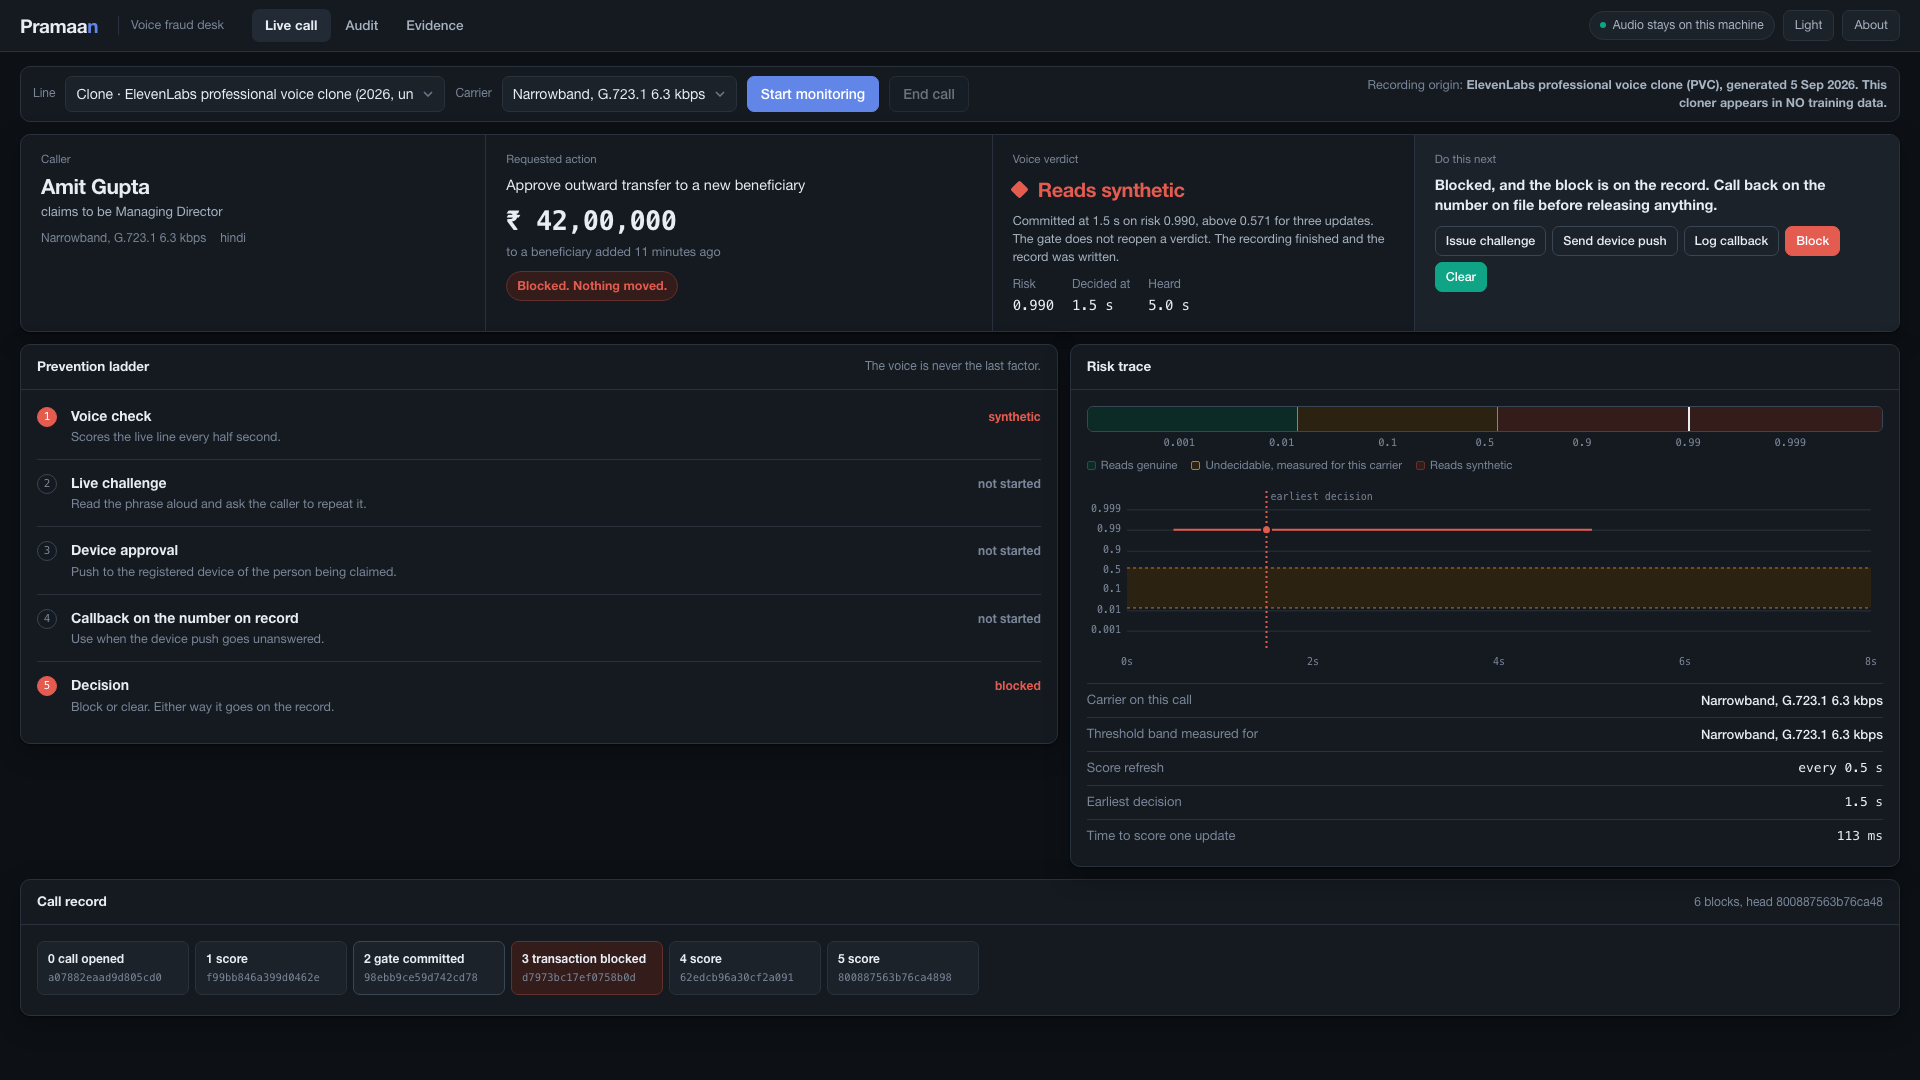 Pramaan
Voice fraud desk
Live call
Audit
Evidence
Audio stays on this machine
Light
About
Line
Clone · ElevenLabs professional voice clone (2026, un
Carrier
Narrowband, G.723.1 6.3 kbps
Start monitoring
End call
Recording origin: ElevenLabs professional voice clone (PVC), generated 5 Sep 2026. This
cloner appears in NO training data.
Caller
Amit Gupta
claims to be Managing Director
Narrowband, G.723.1 6.3 kbps hindi
Requested action
Approve outward transfer to a new beneficiary
₹ 42,00,000
to a beneficiary added 11 minutes ago
Blocked. Nothing moved.
Voice verdict
Reads synthetic
Committed at 1.5 s on risk 0.990, above 0.571 for three updates.
The gate does not reopen a verdict. The recording finished and the
record was written.
Risk Decided at Heard
0.990 1.5 s 5.0 s
Do this next
Blocked, and the block is on the record. Call back on the
number on file before releasing anything.
Issue challenge
Send device push
Log callback
Block
Clear
Prevention ladder
The voice is never the last factor.
1 Voice check synthetic
Scores the live line every half second.
2 Live challenge not started
Read the phrase aloud and ask the caller to repeat it.
3 Device approval not started
Push to the registered device of the person being claimed.
4 Callback on the number on record not started
Use when the device push goes unanswered.
5 Decision blocked
Block or clear. Either way it goes on the record.
Risk trace
0.001 0.01 0.1 0.5 0.9 0.99 0.999
Reads genuine Undecidable, measured for this carrier Reads synthetic
earliest decision
0.999
0.99
0.9
0.5
0.1
0.01
0.001
0s 2s 4s 6s 8s
Carrier on this call Narrowband, G.723.1 6.3 kbps
Threshold band measured for Narrowband, G.723.1 6.3 kbps
Score refresh every 0.5 s
Earliest decision 1.5 s
Time to score one update 113 ms
Call record
6 blocks, head 800887563b76ca48
0 call opened
a07882eaad9d805cd0
1 score
f99bb846a399d0462e
2 gate committed
98ebb9ce59d742cd78
3 transaction blocked
d7973bc17ef0758b0d
4 score
62edcb96a30cf2a091
5 score
800887563b76ca4898